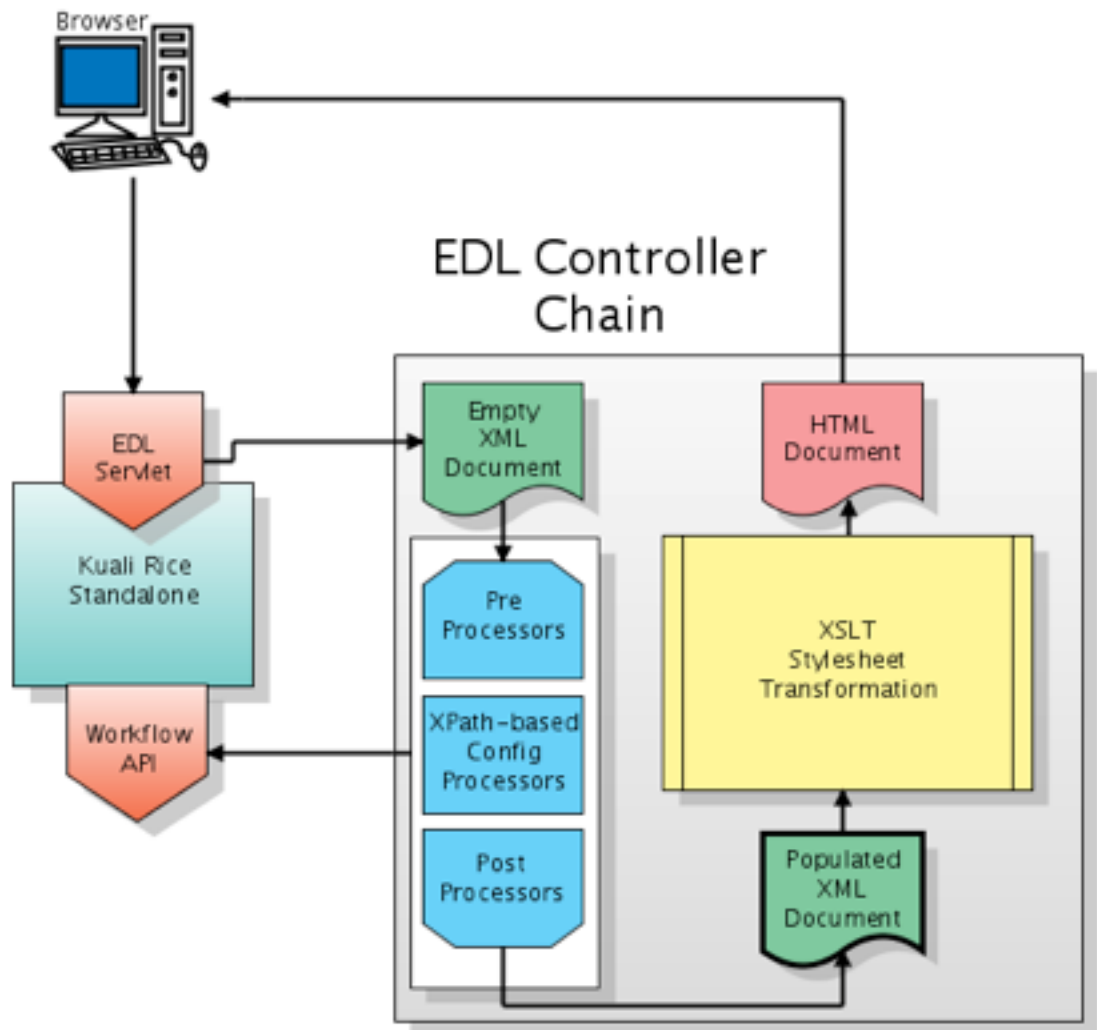 Browser
EDL Controller
Chain
EDL
Servlet
Kuali Rice
Standalone
Workflow
API
Empty
XML
Document
Pre
Processors
XPath-based
Config
Processors
Post
Processors
HTML
Document
XSLT
Stylesheet
Transformation
Populated
XML
Document